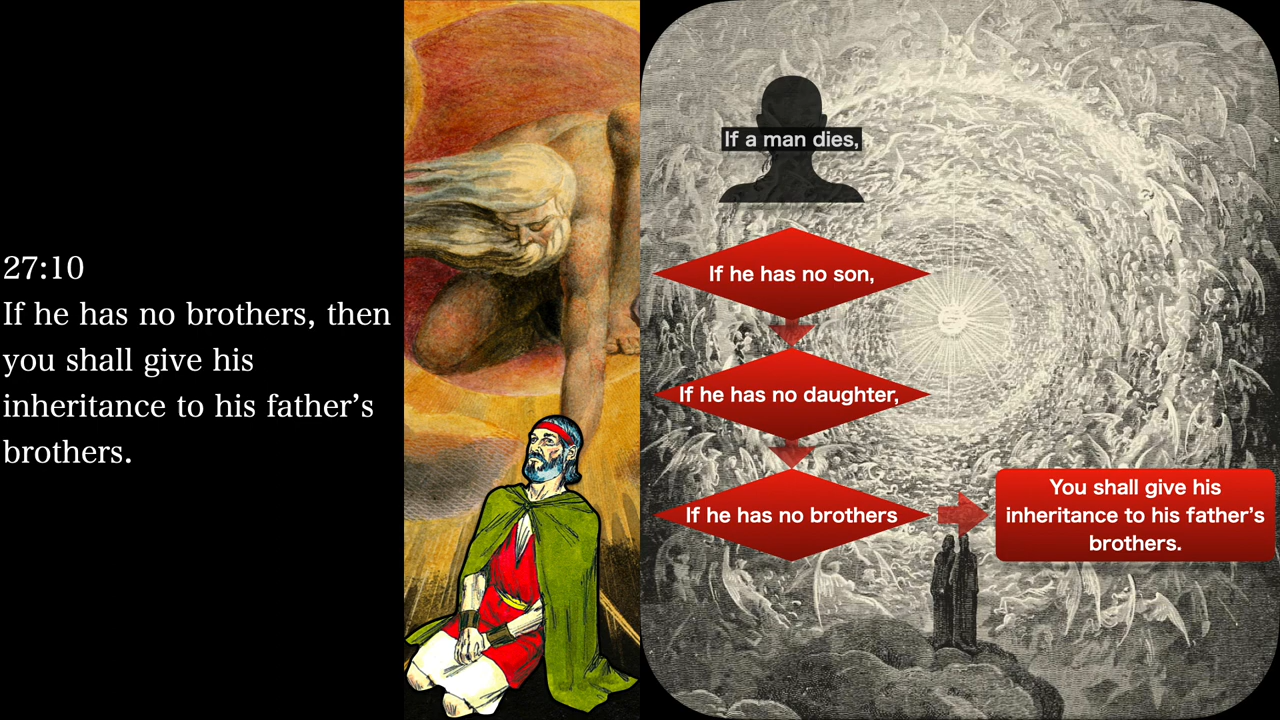 27:10
If he has no brothers, then
you shall give his
inheritance to his father’s
brothers.
If a man dies,
If he has no son,
If he has no daughter,
If he has no brothers
You shall give his
inheritance to his father’s
brothers.